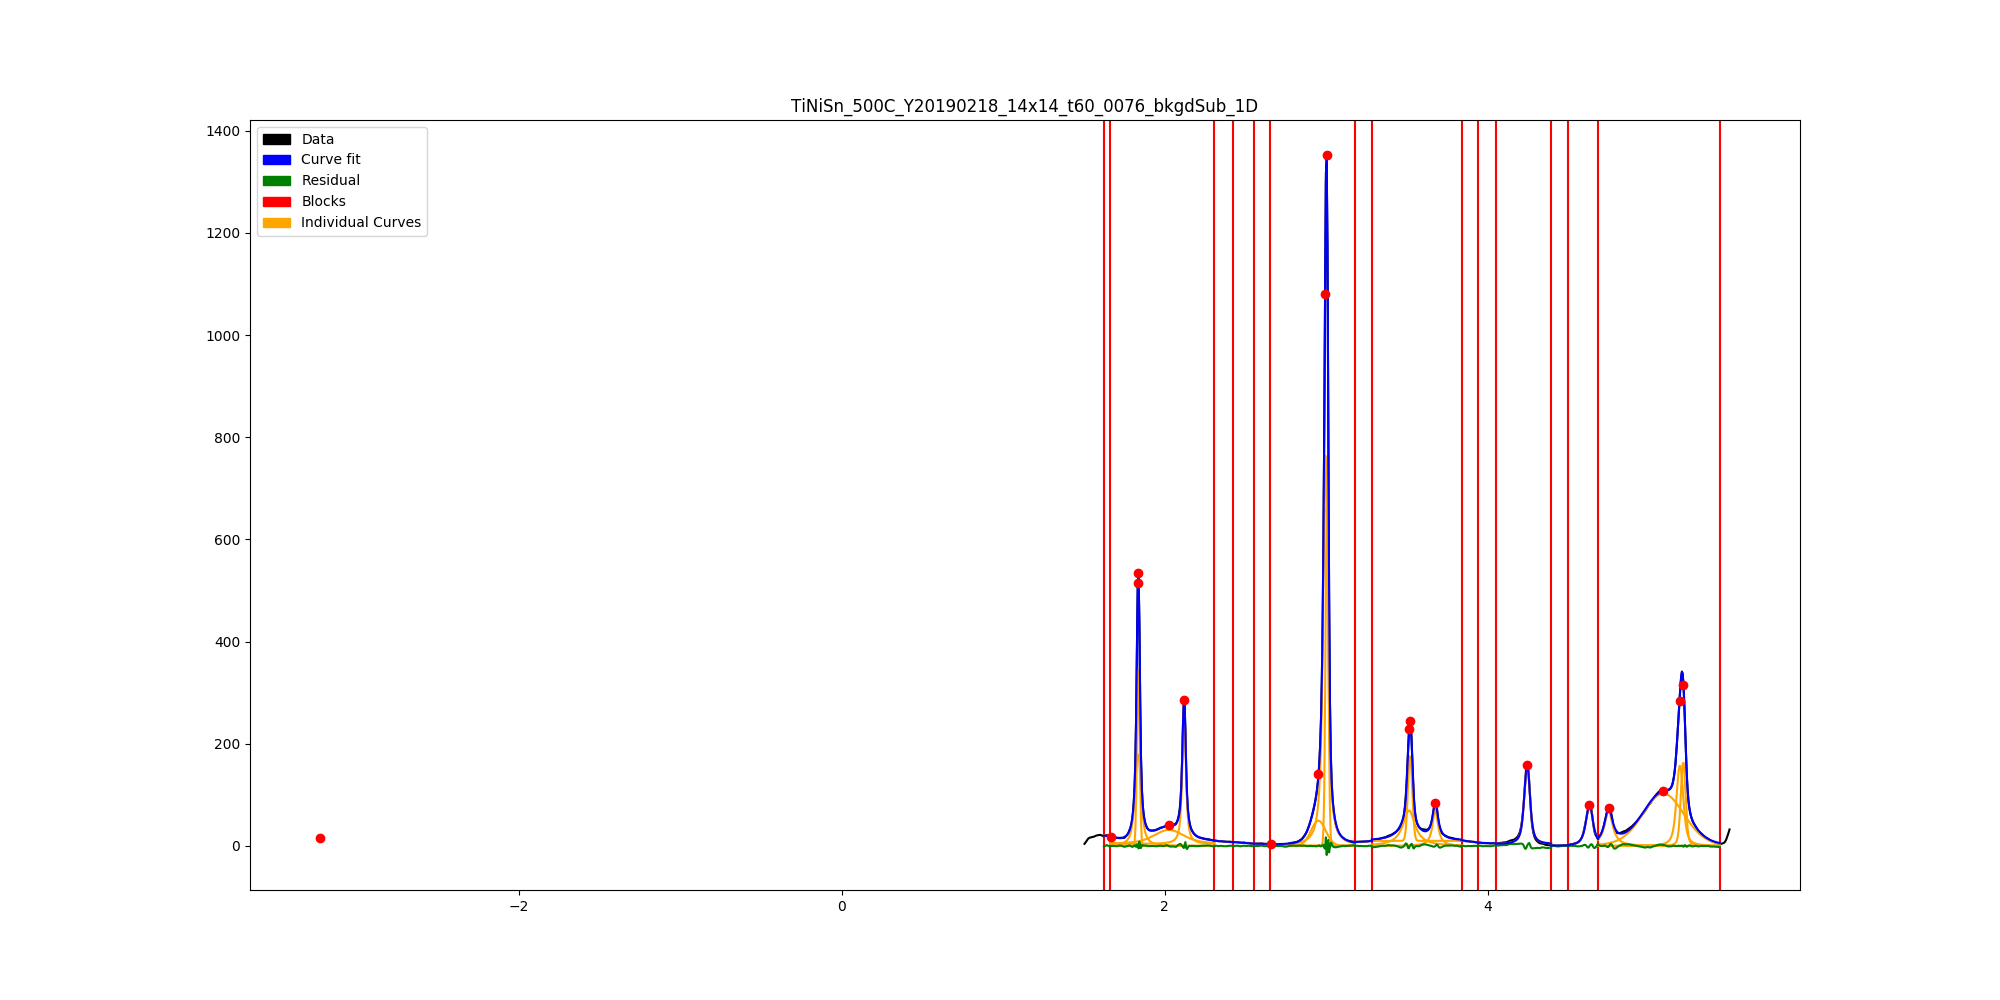 TiNiSn_500C_Y20190218_14x14_t60_0076_bkgdSub_1D
1400
1200
1000
800
600
400
200
0
Data
Curve fit
Residual
Blocks
Individual Curves
−2
0
2
4